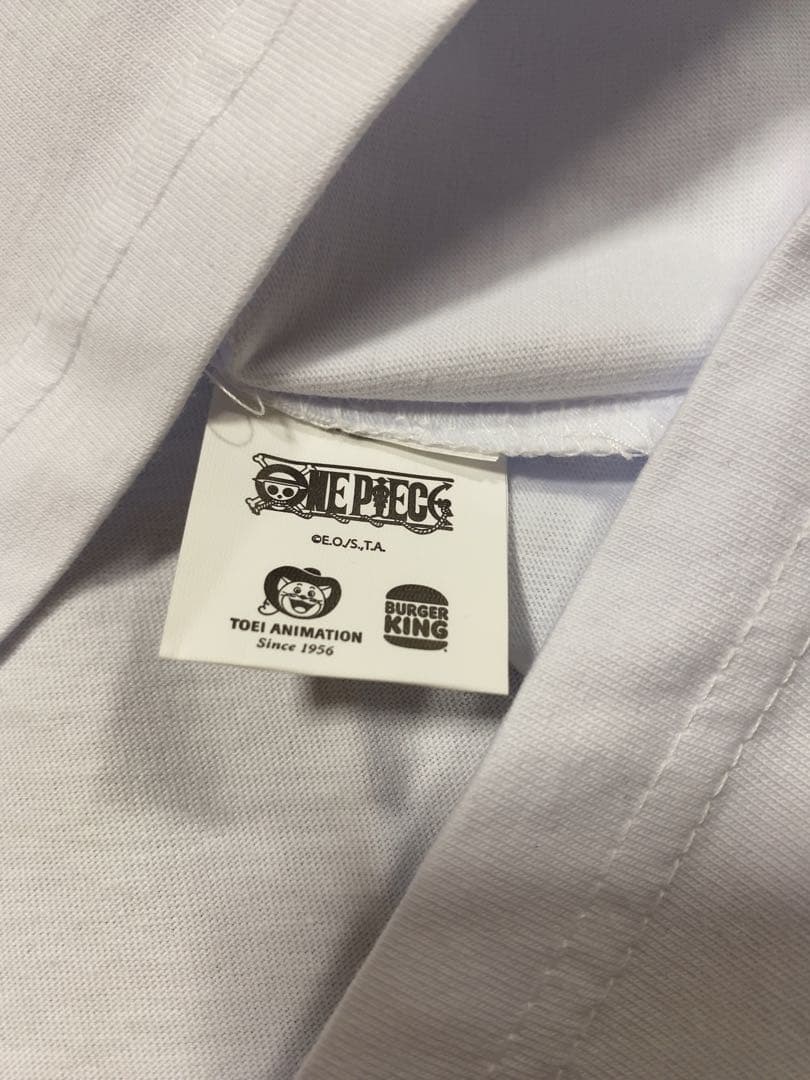 ONE PIECE
©E.O./S.,T.A.
TOEI ANIMATION
Since 1956
BURGER
KING